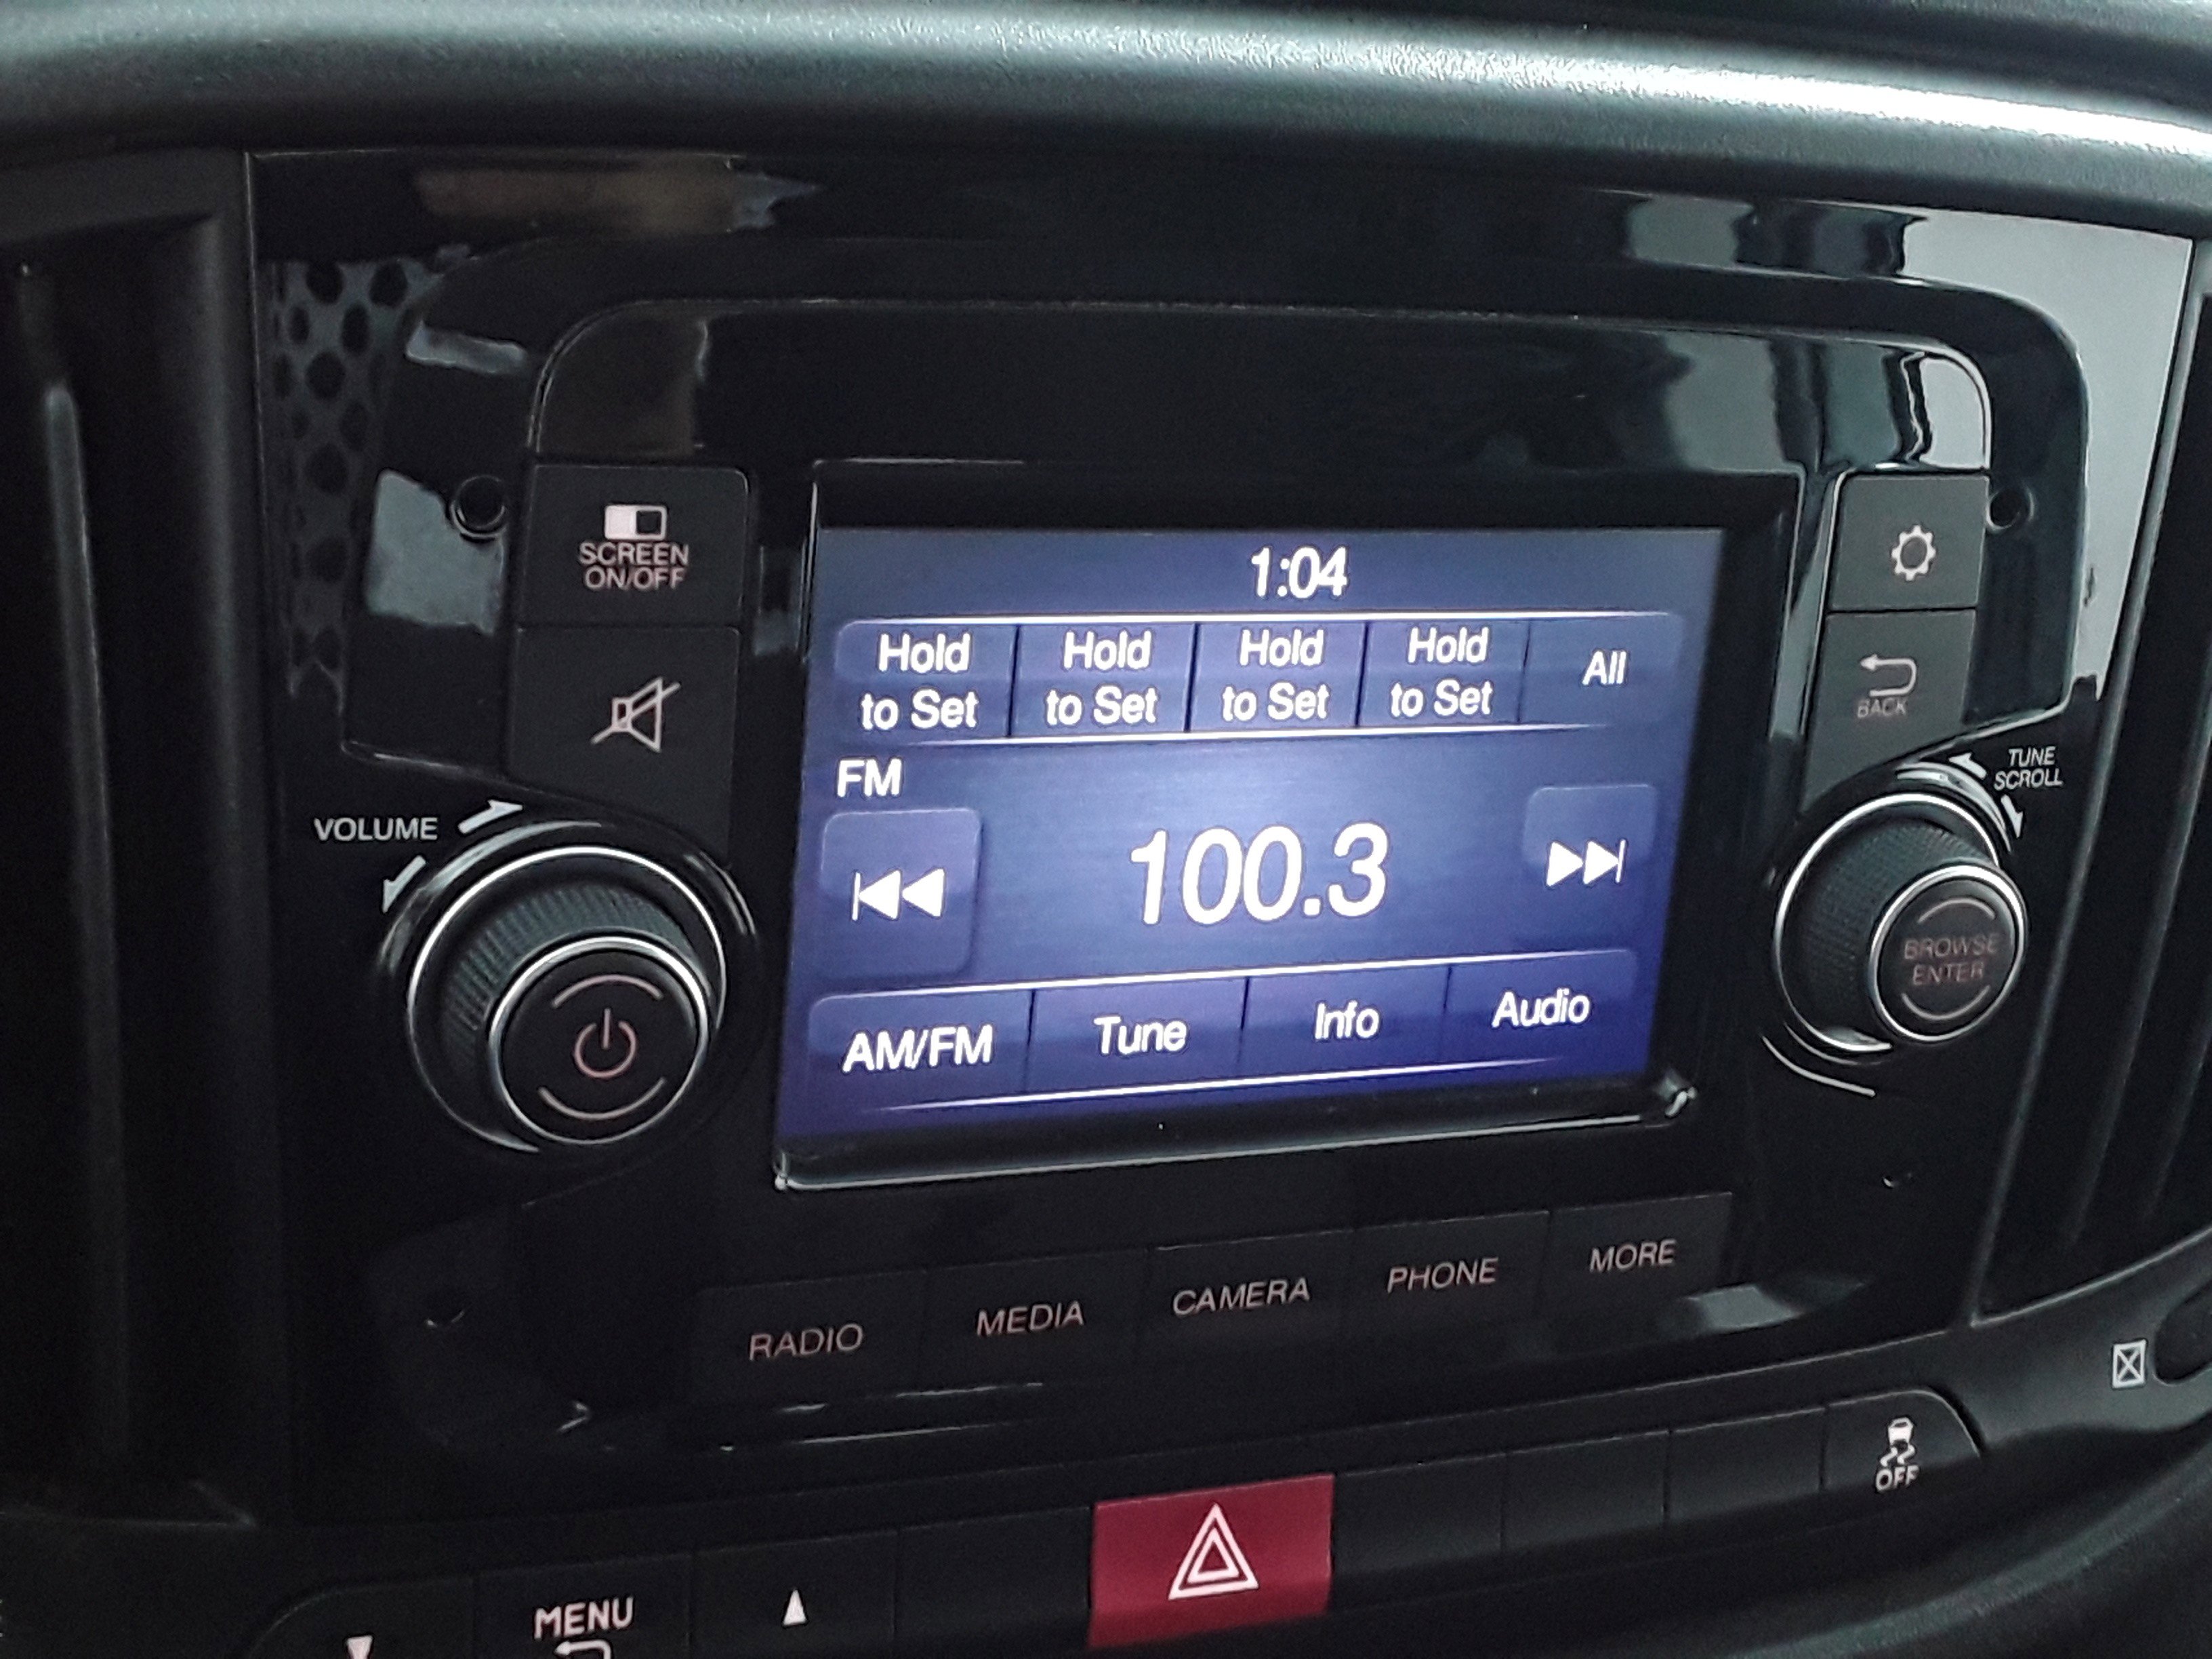 SCREEN
ON/OFF
VOLUME
1:04
Hold
to Set
Hold
to Set
Hold
to Set
Hold
to Set
All
FM
100.3
AM/FM
Tune
Info
Audio
BACK
TUNE
SCROLL
BROWSE
ENTER
RADIO
MEDIA
CAMERA
PHONE
MORE
OFF
MENU